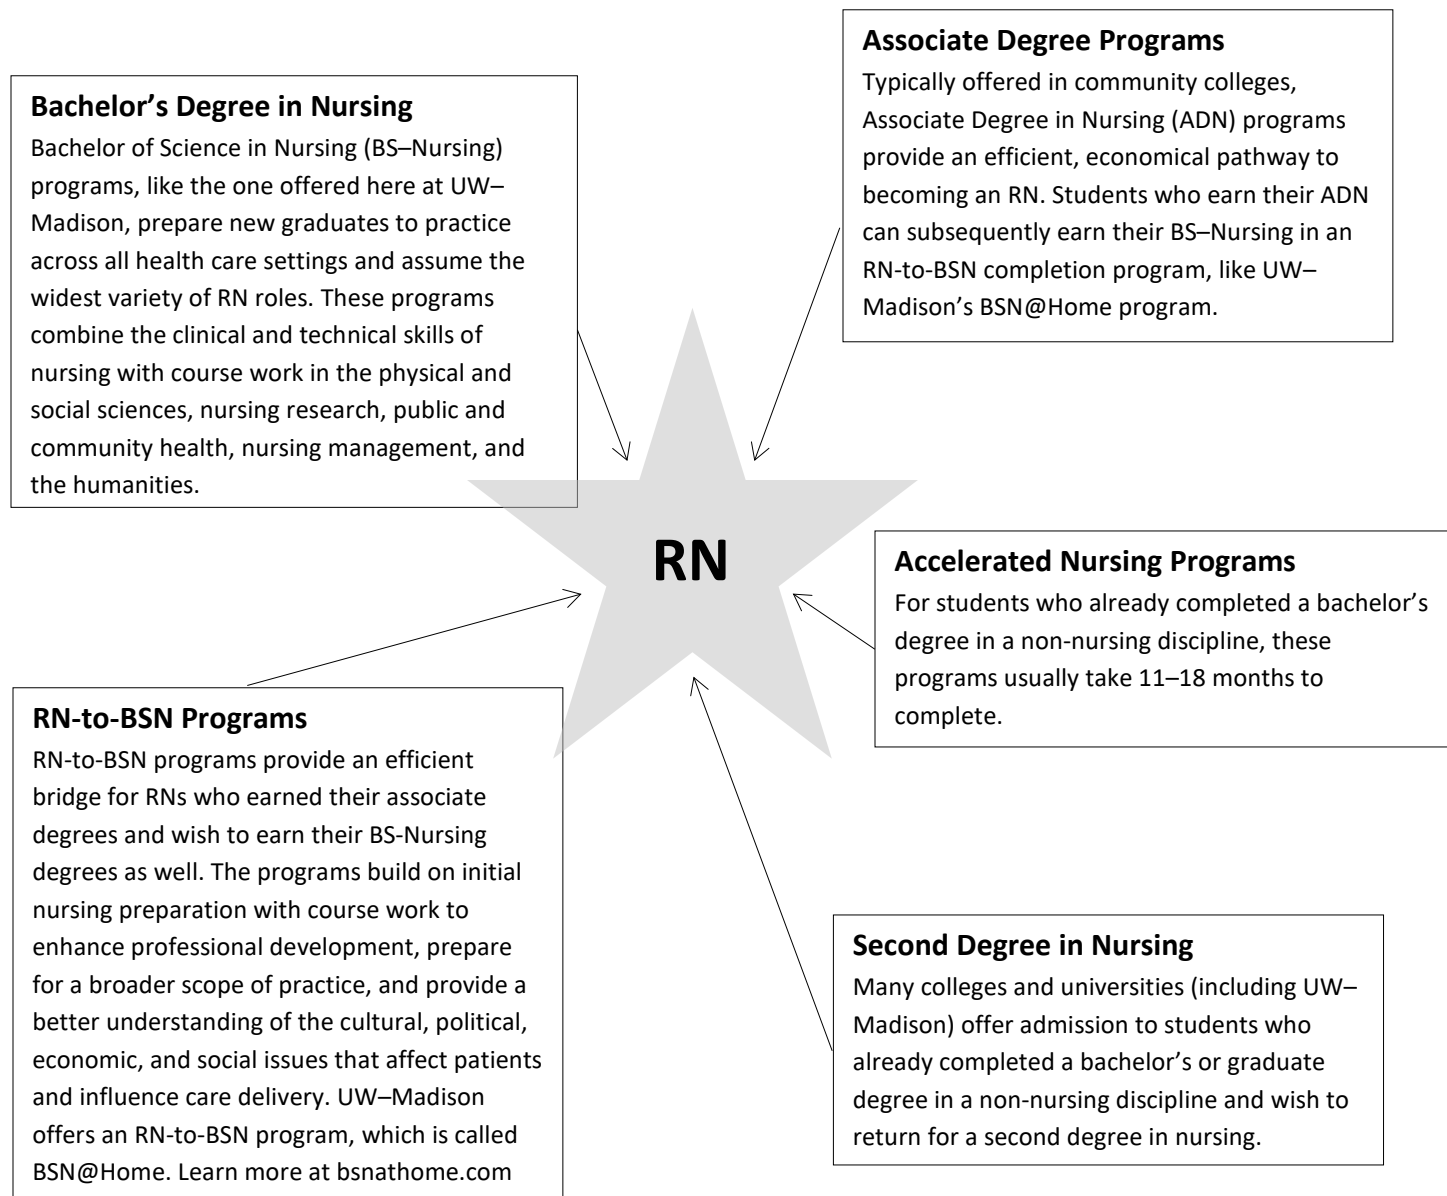 Bachelor’s Degree in Nursing
Bachelor of Science in Nursing (BS–Nursing)
programs, like the one offered here at UW–
Madison, prepare new graduates to practice
across all health care settings and assume the
widest variety of RN roles. These programs
combine the clinical and technical skills of
nursing with course work in the physical and
social sciences, nursing research, public and
community health, nursing management, and
the humanities.
Associate Degree Programs
Typically offered in community colleges,
Associate Degree in Nursing (ADN) programs
provide an efficient, economical pathway to
becoming an RN. Students who earn their ADN
can subsequently earn their BS–Nursing in an
RN-to-BSN completion program, like UW–
Madison’s BSN@Home program.
RN
Accelerated Nursing Programs
For students who already completed a bachelor’s
degree in a non-nursing discipline, these
programs usually take 11–18 months to
complete.
RN-to-BSN Programs
RN-to-BSN programs provide an efficient
bridge for RNs who earned their associate
degrees and wish to earn their BS-Nursing
degrees as well. The programs build on initial
nursing preparation with course work to
enhance professional development, prepare
for a broader scope of practice, and provide a
better understanding of the cultural, political,
economic, and social issues that affect patients
and influence care delivery. UW–Madison
offers an RN-to-BSN program, which is called
BSN@Home. Learn more at bsnathome.com
Second Degree in Nursing
Many colleges and universities (including UW–
Madison) offer admission to students who
already completed a bachelor’s or graduate
degree in a non-nursing discipline and wish to
return for a second degree in nursing.